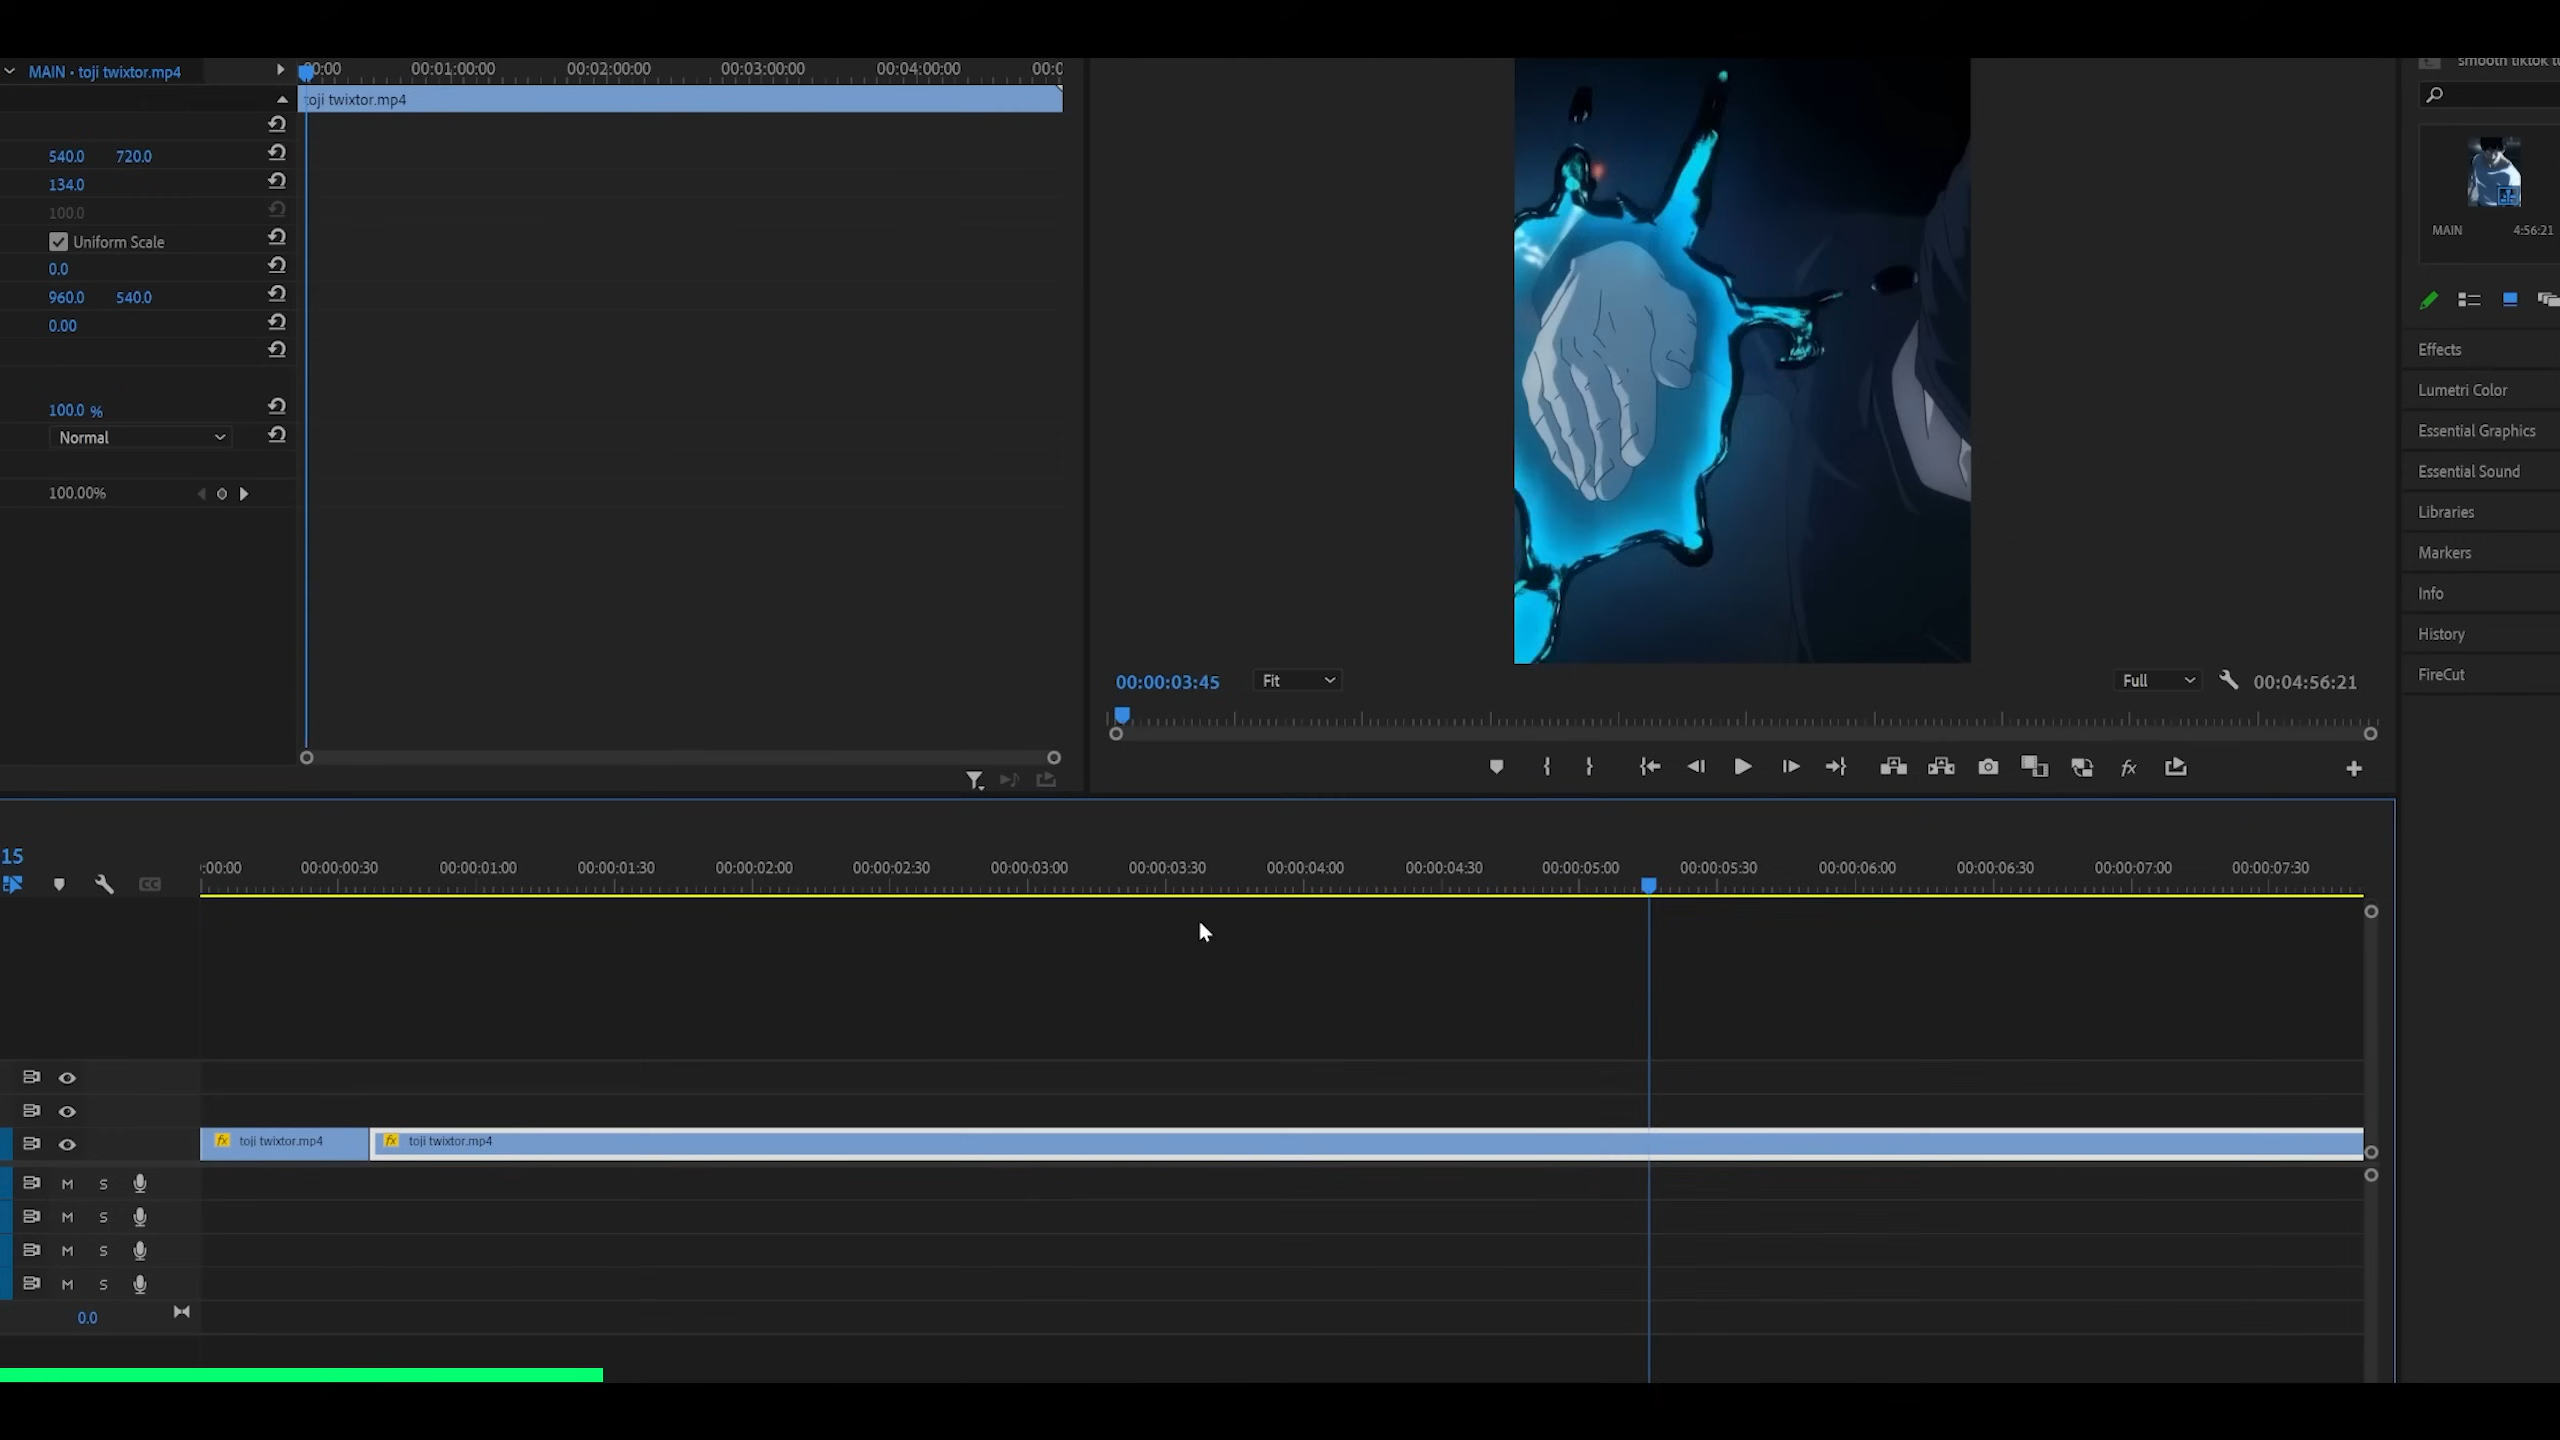 MAIN · toji twixtor.mp4
00:00
00:01:00:00
00:02:00:00
00:03:00:00
00:04:00:00
00:0
toji twixtor.mp4
540.0 720.0
134.0
100.0
Uniform Scale
0.0
960.0 540.0
0.00
100.0 %
Normal
100.00%
00:00:03:45
Fit
Full
00:04:56:21
smooth tiktok tu
MAIN 4:56:21
Effects
Lumetri Color
Essential Graphics
Essential Sound
Libraries
Markers
Info
History
FireCut
15
:00:00
00:00:00:30
00:00:01:00
00:00:01:30
00:00:02:00
00:00:02:30
00:00:03:00
00:00:03:30
00:00:04:00
00:00:04:30
00:00:05:00
00:00:05:30
00:00:06:00
00:00:06:30
00:00:07:00
00:00:07:30
CC
fx toji twixtor.mp4
fx toji twixtor.mp4
M S
M S
M S
M S
0.0